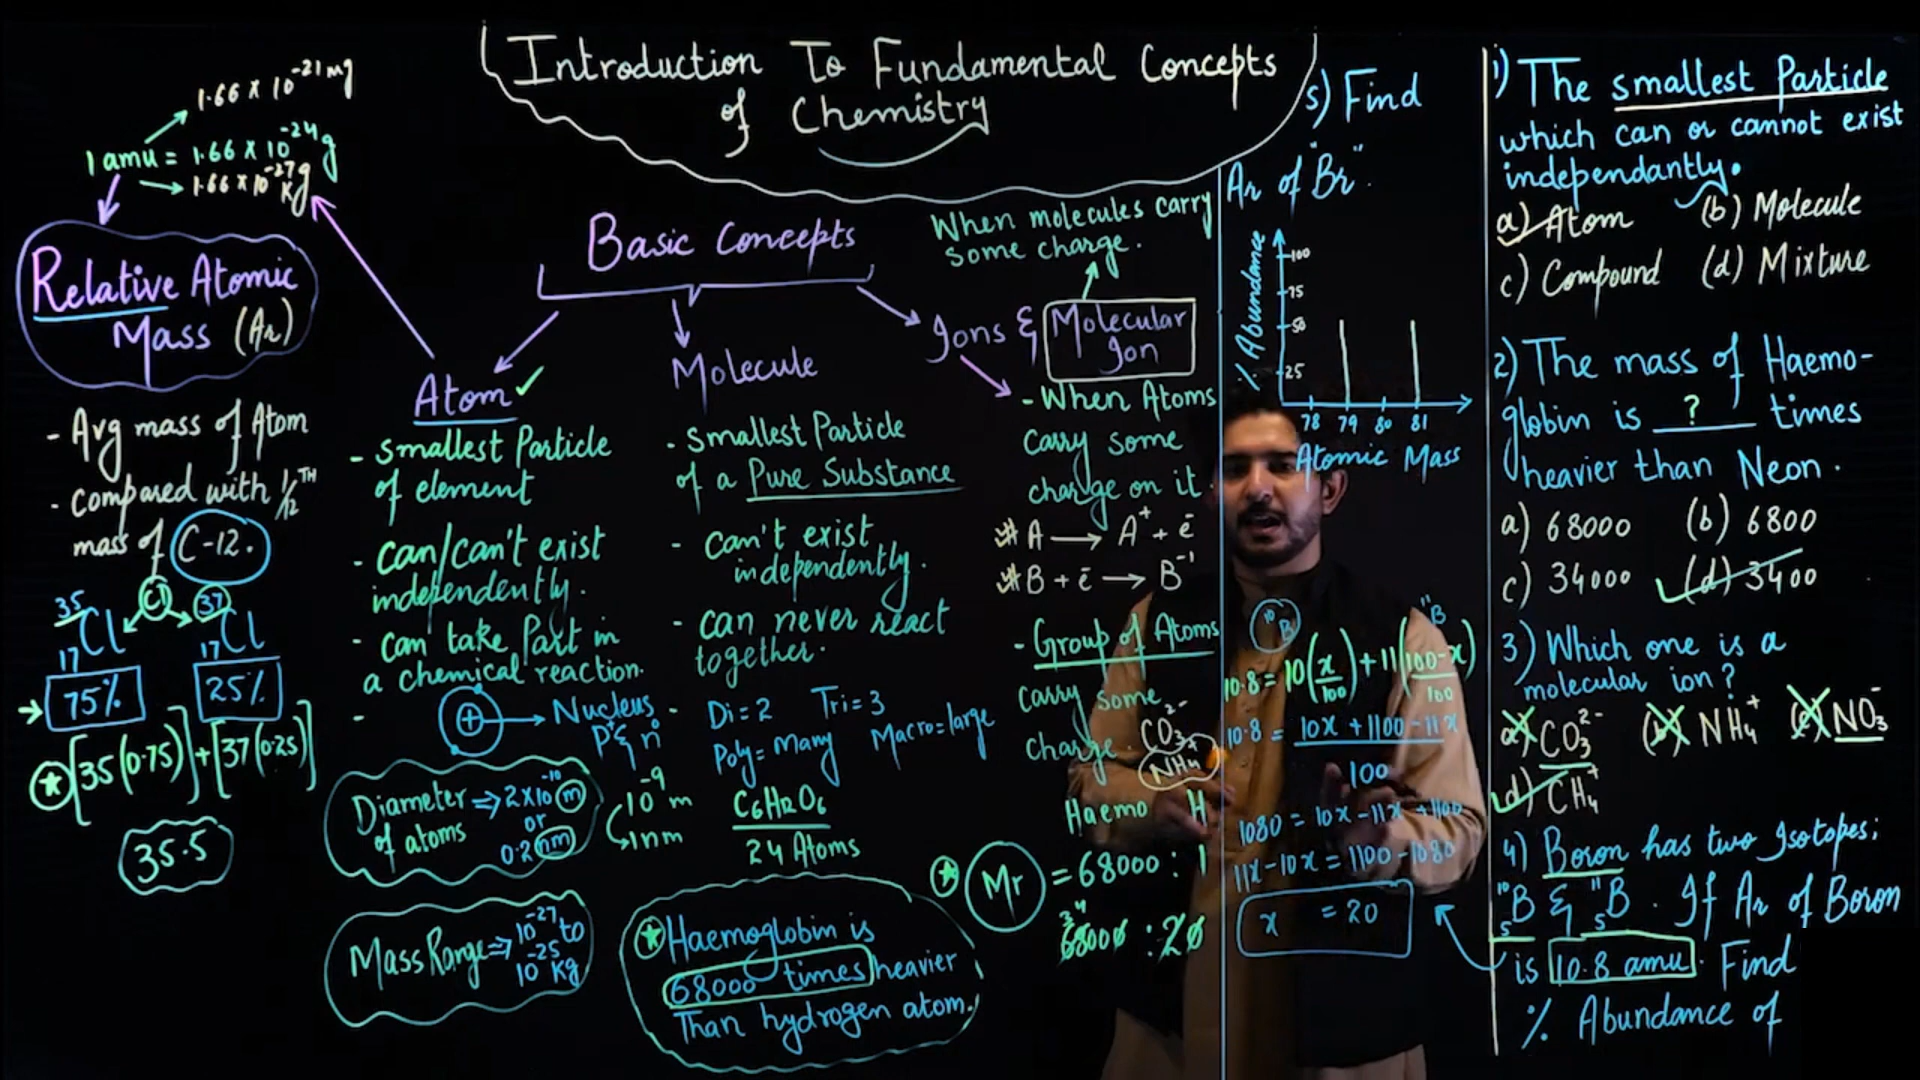 Introduction To Fundamental Concepts
of Chemistry
1.66 x 10^-21 mg
1 amu = 1.66 x 10^-24 g
1.66 x 10^-27 Kg
Relative Atomic
Mass (Ar)
- Avg mass of Atom
- Compared with 1/12 TH
mass of C-12.
Cl
35 37
35 17 Cl 37 17 Cl
75% 25%
[35(0.75)] + [37(0.25)]
35.5
Basic Concepts
Atom ✓
- smallest Particle
of element
- can/can't exist
independently.
- can take Part in
a chemical reaction.
- + → Nucleus
P+ & n°
Diameter ⇒ 2x10^-10 m
of atoms or
0.2 nm
10^-9 m
1nm
Mass Range ⇒ 10^-27 to
10^-25 kg
Molecule
- Smallest Particle
of a Pure Substance
- can't exist
independently.
- can never react
together.
- Di = 2 Tri = 3
Poly = Many Macro = large
C6H12O6
24 Atoms
Haemoglobin is
68000 times heavier
Than hydrogen atom.
When molecules carry
some charge.
Ions & Molecular
Ion
- When Atoms
Carry some
charge on it.
A → A+ + e-
B + e- → B^-1
- Group of Atoms
carry some
charge. CO3^2-
NH4+
Haemo H
Mr = 68000 : 1
34
68000 : 20
5) Find
Ar of "Br".
% Abundance
100
75
50
25
78 79 80 81
Atomic Mass
10B 11B
10.8 = 10(x/100) + 11(100-x/100)
10.8 = 10x + 1100 - 11x
100
1080 = 10x - 11x + 1100
11x - 10x = 1100 - 1080
x = 20
1) The smallest Particle
which can or cannot exist
independantly.
a) Atom (b) Molecule
c) Compound (d) Mixture
2) The mass of Haemo-
globin is ? times
heavier than Neon.
a) 68000 (b) 6800
c) 34000 (d) 3400
3) Which one is a
molecular ion?
a) CO3^2- (b) NH4+ (c) NO3-
d) CH4+
4) Boron has two Isotopes:
10 5 B & 11 5 B. If Ar of Boron
is 10.8 amu. Find
% Abundance of